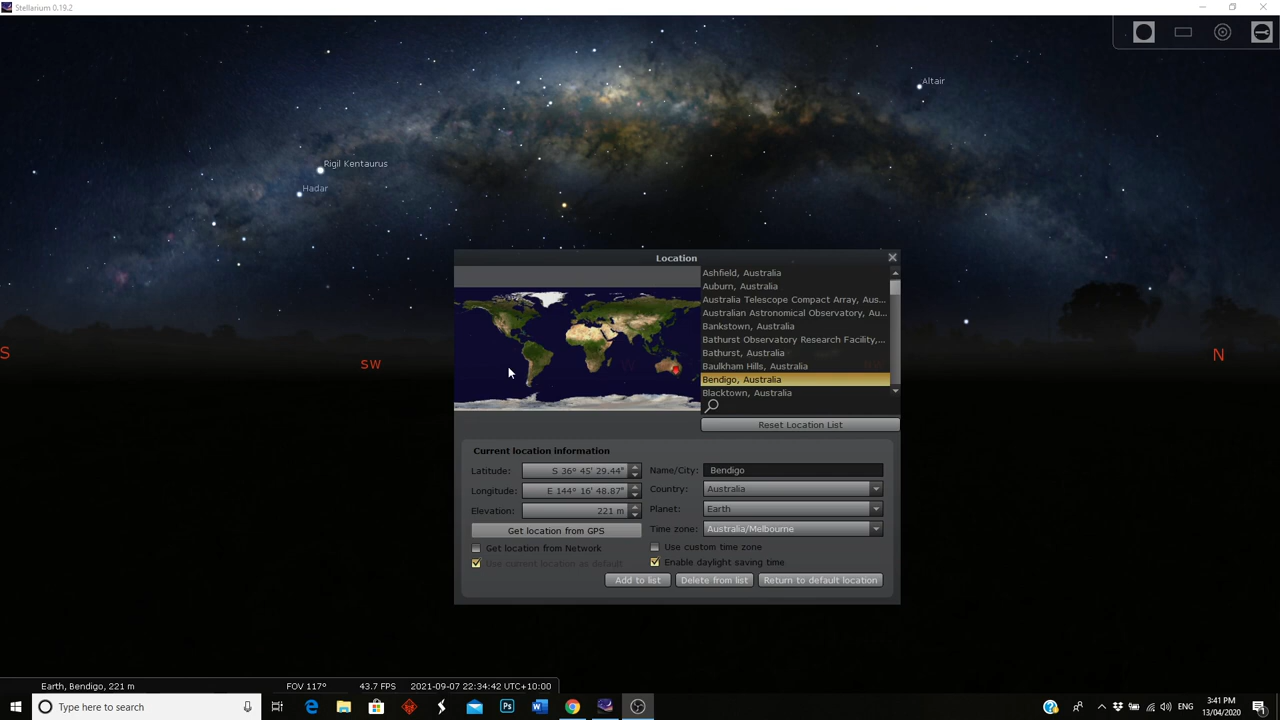 Stellarium 0.19.2
Altair
Rigil Kentaurus
Hadar
S
SW
N
Location
Ashfield, Australia
Auburn, Australia
Australia Telescope Compact Array, Aus...
Australian Astronomical Observatory, Au...
Bankstown, Australia
Bathurst Observatory Research Facility,...
Bathurst, Australia
Baulkham Hills, Australia
Bendigo, Australia
Blacktown, Australia
Reset Location List
Current location information
Latitude: S 36° 45' 29.44" Name/City: Bendigo
Longitude: E 144° 16' 48.87" Country: Australia
Elevation: 221 m Planet: Earth
Get location from GPS Time zone: Australia/Melbourne
Get location from Network Use custom time zone
Use current location as default Enable daylight saving time
Add to list Delete from list Return to default location
Earth, Bendigo, 221 m FOV 117° 43.7 FPS 2021-09-07 22:34:42 UTC+10:00
Type here to search
ENG
3:41 PM
13/04/2020